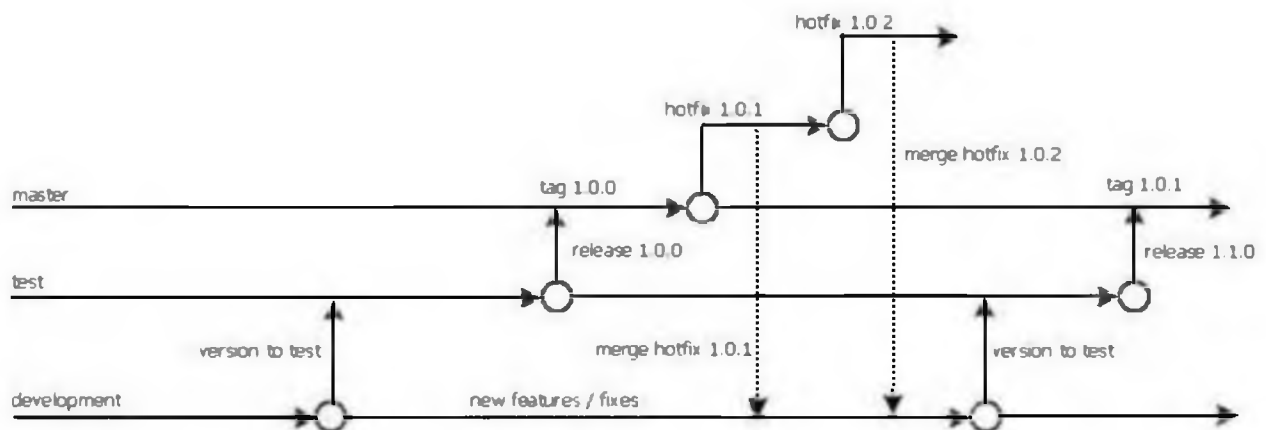 hotfix 1.0.2
hotfix 1.0.1
merge hotfix 1.0.2
master
tag 1.0.0
tag 1.0.1
release 1.0.0
release 1.1.0
test
version to test
merge hotfix 1.0.1
version to test
development
new features / fixes